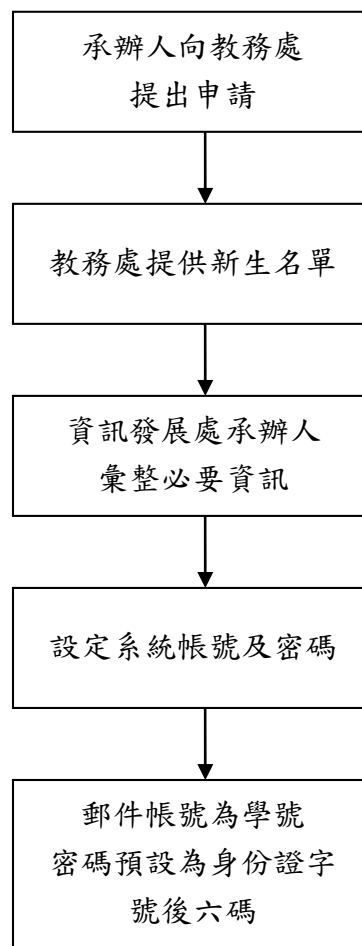 承辦人向教務處
提出申請
教務處提供新生名單
資訊發展處承辦人
彙整必要資訊
設定系統帳號及密碼
郵件帳號為學號
密碼預設為身份證字
號後六碼